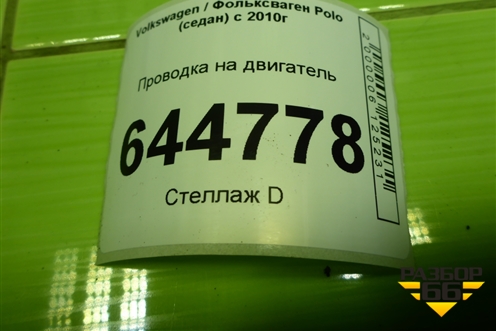 Volkswagen / Фольксваген Polo
(седан) с 2010г
Проводка на двигатель
644778
Стеллаж D
2000006125231
РАЗБОР
66